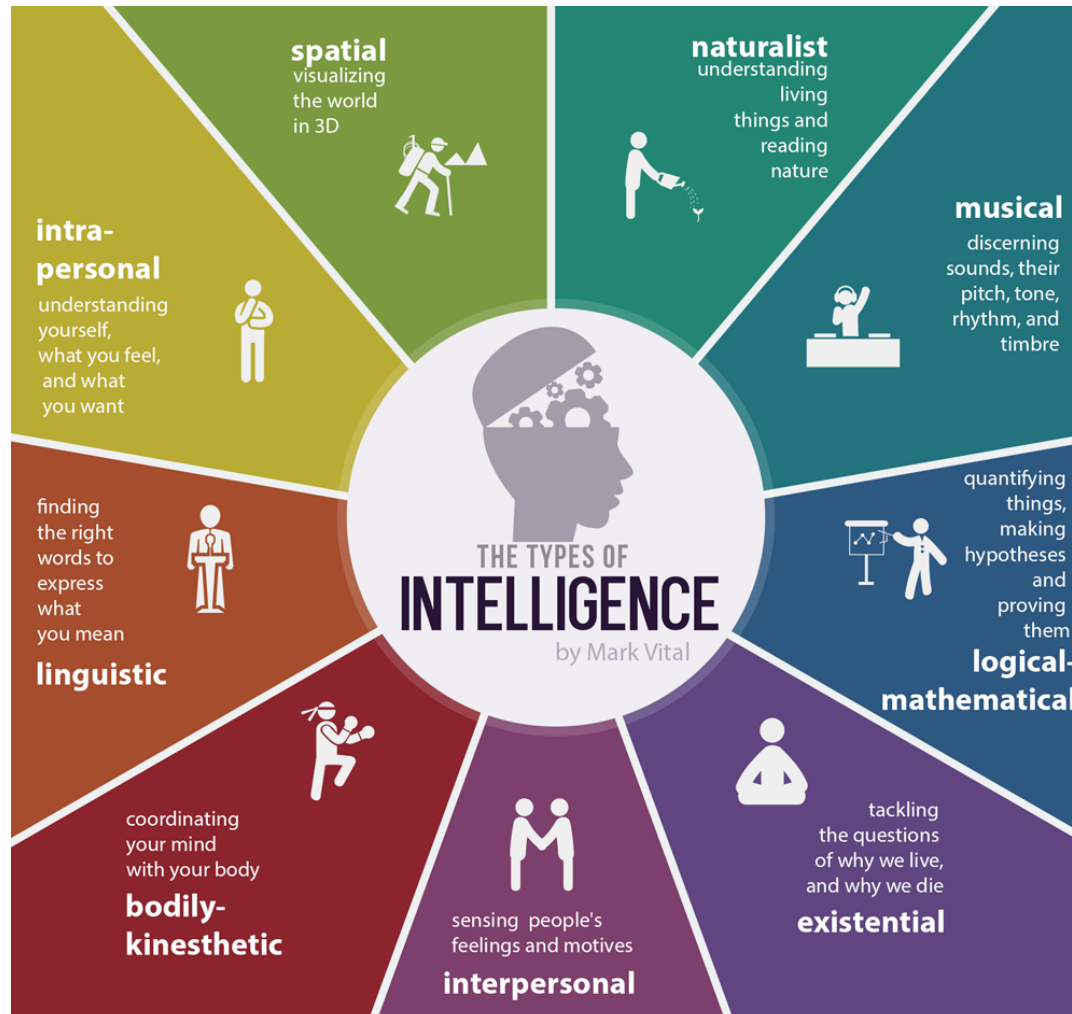 spatial
visualizing
the world
in 3D
naturalist
understanding
living
things and
reading
nature
musical
discerning
sounds, their
pitch, tone,
rhythm, and
timbre
quantifying
things,
making
hypotheses
and
proving
them
logical-
mathematical
tackling
the questions
of why we live,
and why we die
existential
sensing people's
feelings and motives
interpersonal
coordinating
your mind
with your body
bodily-
kinesthetic
finding
the right
words to
express
what
you mean
linguistic
intra-
personal
understanding
yourself,
what you feel,
and what
you want
THE TYPES OF
INTELLIGENCE
by Mark Vital